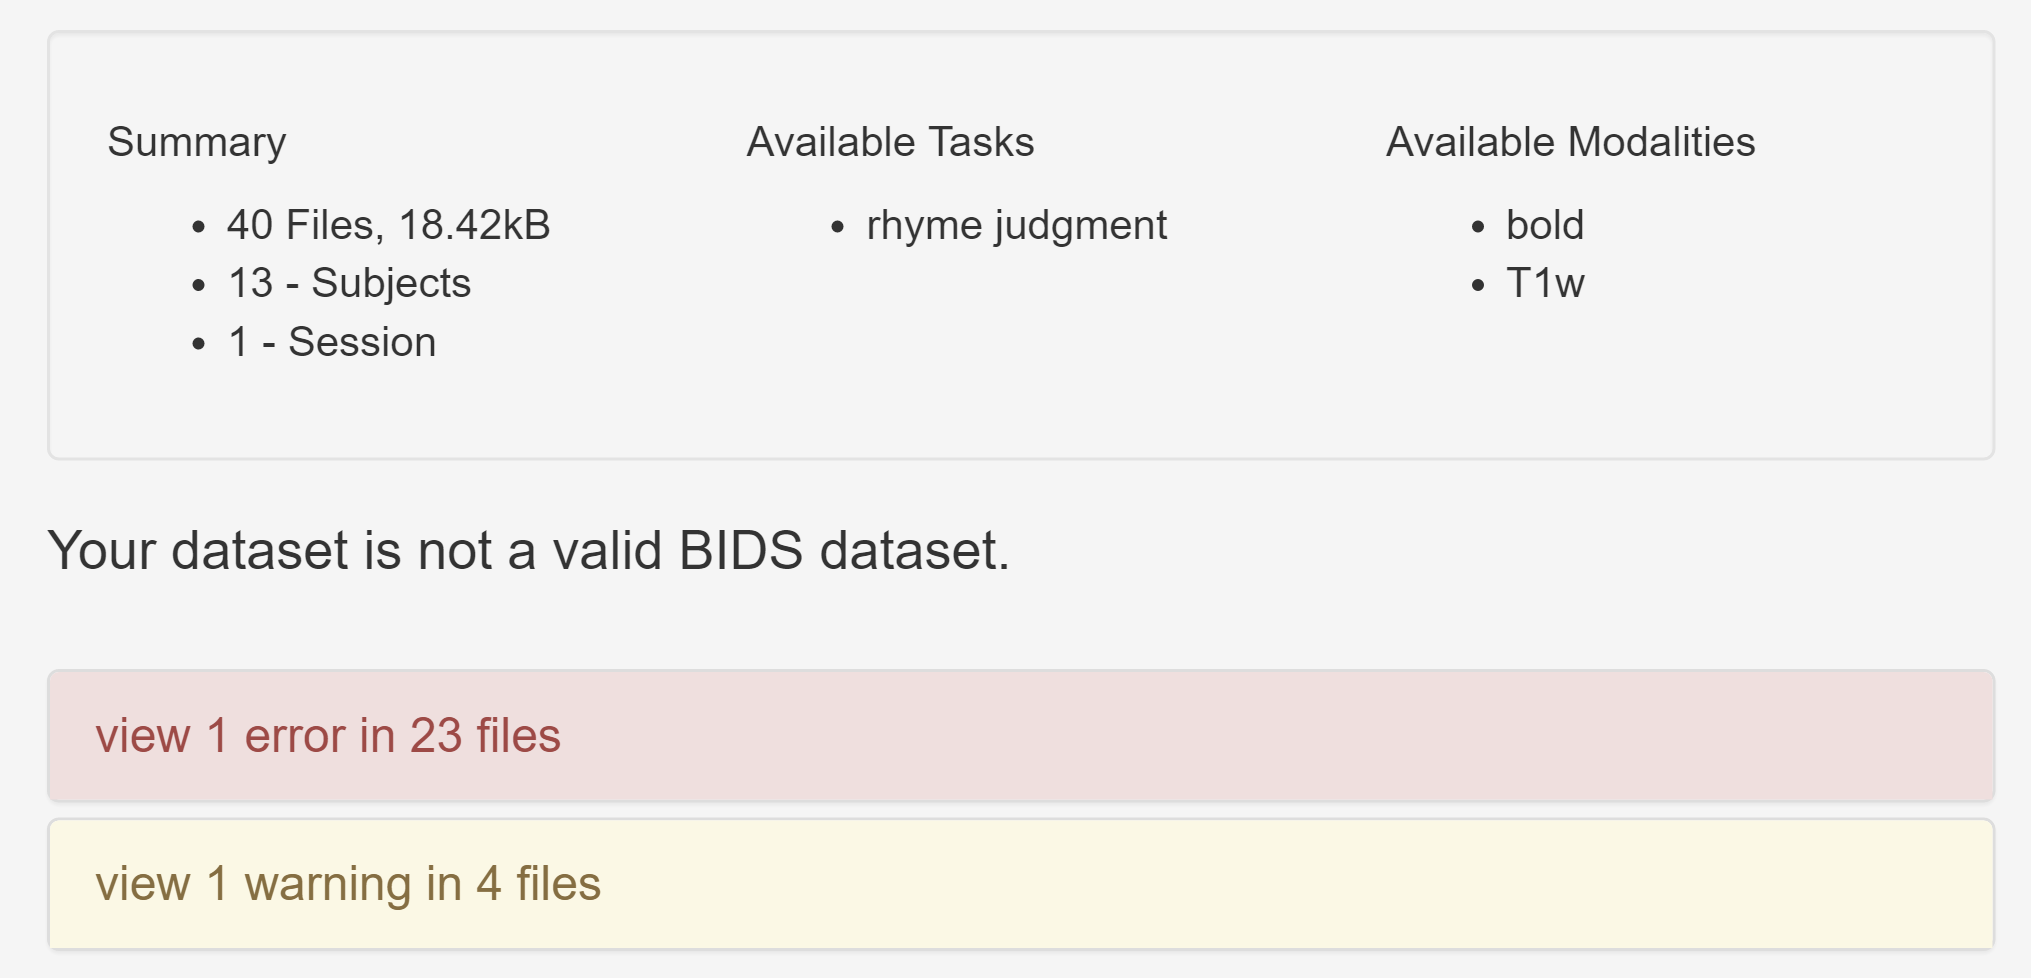 Summary
• 40 Files, 18.42kB
• 13 - Subjects
• 1 - Session
Available Tasks
• rhyme judgment
Available Modalities
• bold
• T1w
Your dataset is not a valid BIDS dataset.
view 1 error in 23 files
view 1 warning in 4 files